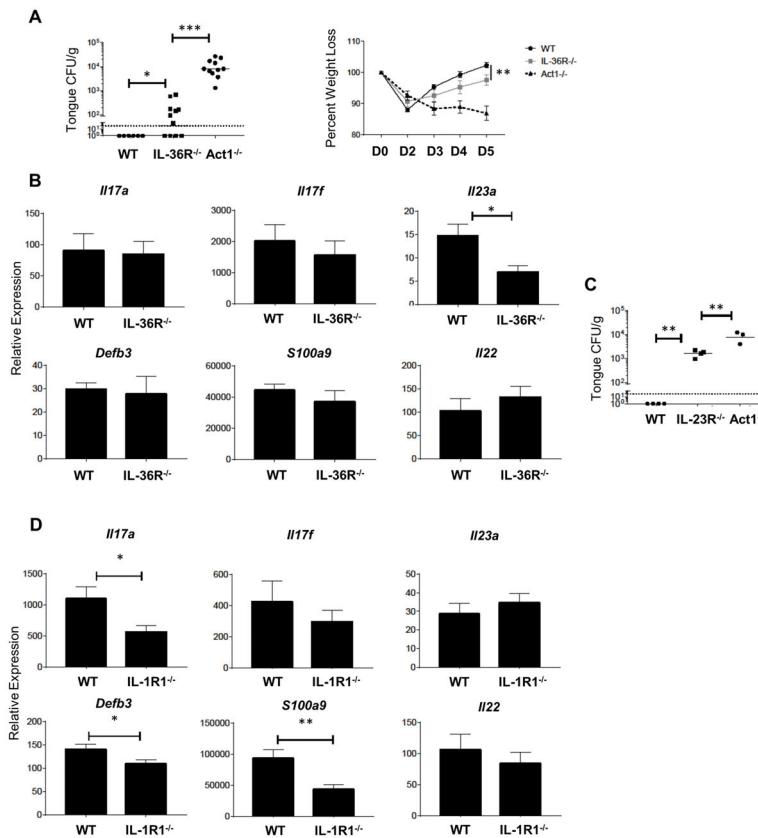 A
***
*
Tongue CFU/g
10⁵
10⁴
10³
10²
10¹
10⁰
WT IL-36R⁻/⁻ Act1⁻/⁻
Percent Weight Loss
110
100
90
80
D0 D2 D3 D4 D5
WT
IL-36R-/-
Act1-/-
**
B
Relative Expression
Il17a
150
100
50
0
WT IL-36R⁻/⁻
Il17f
3000
2000
1000
0
WT IL-36R⁻/⁻
Il23a
*
20
15
10
5
0
WT IL-36R⁻/⁻
Defb3
40
30
20
10
0
WT IL-36R⁻/⁻
S100a9
60000
40000
20000
0
WT IL-36R⁻/⁻
Il22
200
150
100
50
0
WT IL-36R⁻/⁻
C
**
**
Tongue CFU/g
10⁵
10⁴
10³
10²
10¹
10⁰
WT IL-23R⁻/⁻ Act1⁻
D
Relative Expression
Il17a
*
1500
1000
500
0
WT IL-1R1⁻/⁻
Il17f
600
400
200
0
WT IL-1R1⁻/⁻
Il23a
50
40
30
20
10
0
WT IL-1R1⁻/⁻
Defb3
*
200
150
100
50
0
WT IL-1R1⁻/⁻
S100a9
**
150000
100000
50000
0
WT IL-1R1⁻/⁻
Il22
150
100
50
0
WT IL-1R1⁻/⁻